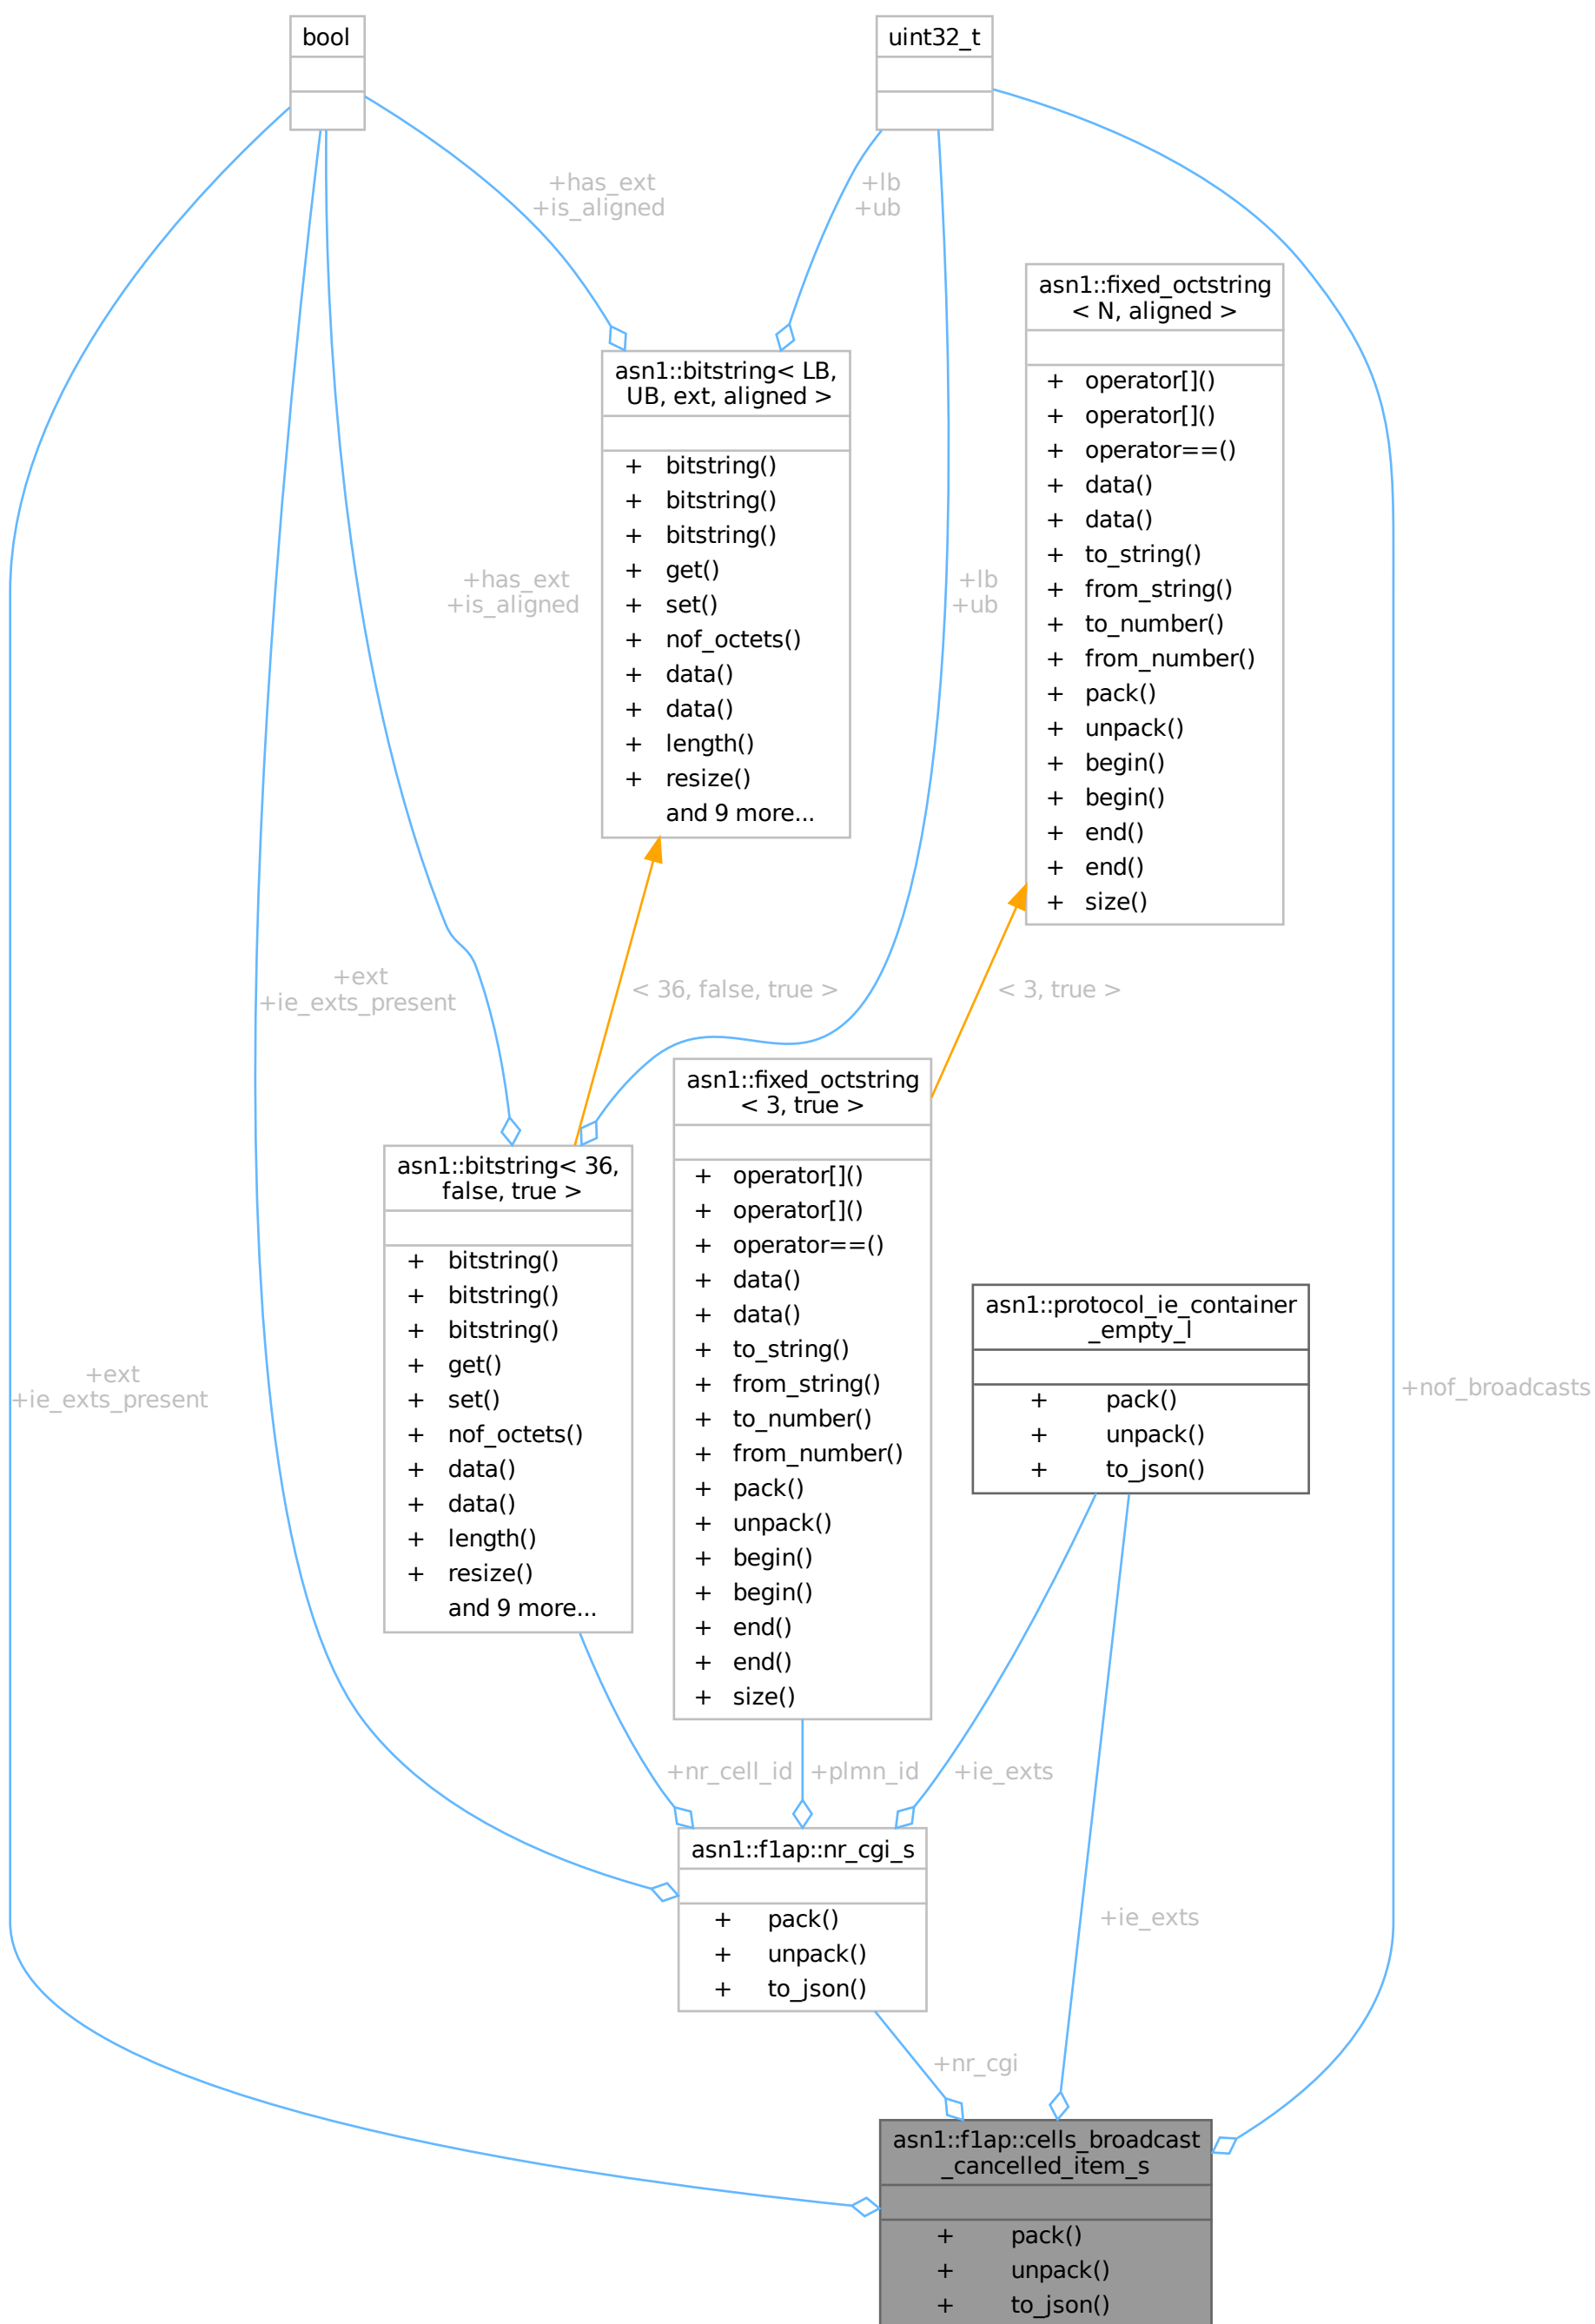 bool
uint32_t
+has_ext
+is_aligned
+lb
+ub
asn1::fixed_octstring
< N, aligned >
+ operator[]()
+ operator[]()
+ operator==()
+ data()
+ data()
+ to_string()
+ from_string()
+ to_number()
+ from_number()
+ pack()
+ unpack()
+ begin()
+ begin()
+ end()
+ end()
+ size()
asn1::bitstring< LB,
UB, ext, aligned >
+ bitstring()
+ bitstring()
+ bitstring()
+ get()
+ set()
+ nof_octets()
+ data()
+ data()
+ length()
+ resize()
and 9 more...
+has_ext
+is_aligned
+lb
+ub
+ext
+ie_exts_present
< 36, false, true >
< 3, true >
asn1::fixed_octstring
< 3, true >
+ operator[]()
+ operator[]()
+ operator==()
+ data()
+ data()
+ to_string()
+ from_string()
+ to_number()
+ from_number()
+ pack()
+ unpack()
+ begin()
+ begin()
+ end()
+ end()
+ size()
asn1::bitstring< 36,
false, true >
+ bitstring()
+ bitstring()
+ bitstring()
+ get()
+ set()
+ nof_octets()
+ data()
+ data()
+ length()
+ resize()
and 9 more...
asn1::protocol_ie_container
_empty_l
+ pack()
+ unpack()
+ to_json()
+ext
+ie_exts_present
+nof_broadcasts
+nr_cell_id
+plmn_id
+ie_exts
asn1::f1ap::nr_cgi_s
+ pack()
+ unpack()
+ to_json()
+ie_exts
+nr_cgi
asn1::f1ap::cells_broadcast
_cancelled_item_s
+ pack()
+ unpack()
+ to_json()